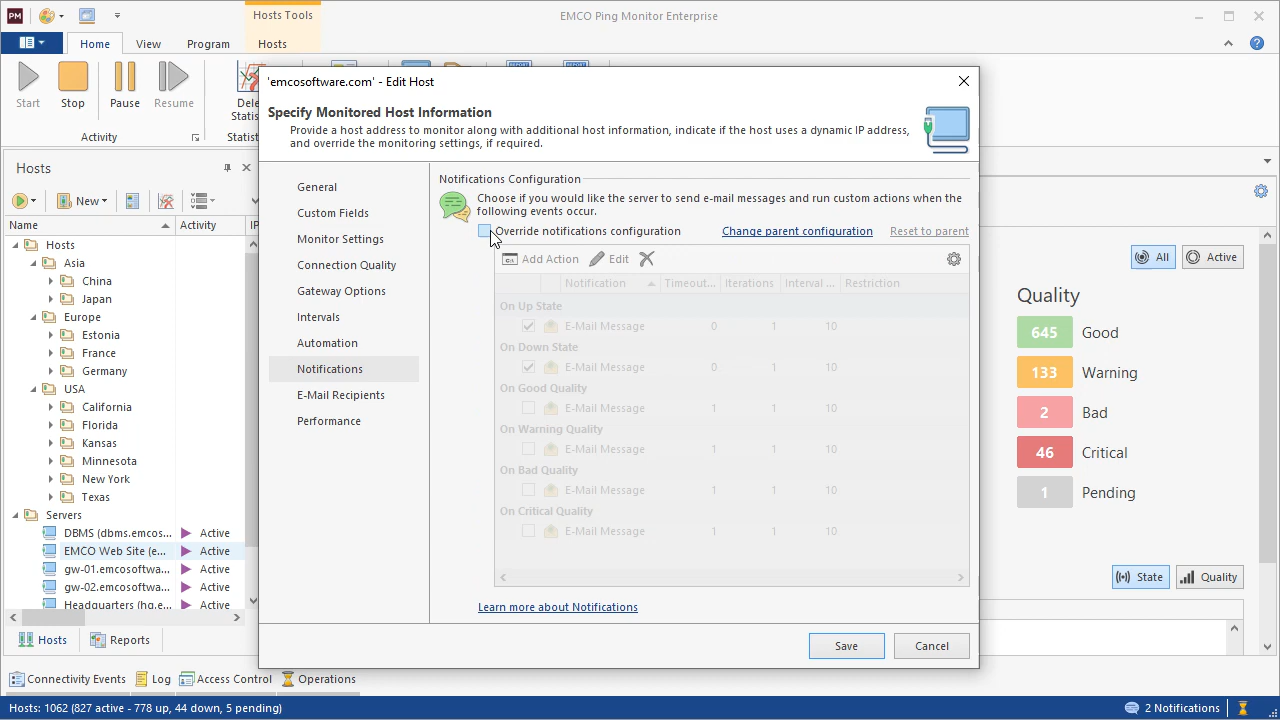 PM
Hosts Tools
EMCO Ping Monitor Enterprise
Home
View
Program
Hosts
Start
Stop
Pause
Resume
Dele
Statis
Activity
Statist
'emcosoftware.com' - Edit Host
Specify Monitored Host Information
Provide a host address to monitor along with additional host information, indicate if the host uses a dynamic IP address,
and override the monitoring settings, if required.
Hosts
New
Name
Activity
IP
Hosts
Asia
China
Japan
Europe
Estonia
France
Germany
USA
California
Florida
Kansas
Minnesota
New York
Texas
Servers
DBMS (dbms.emcos... Active
EMCO Web Site (e... Active
gw-01.emcosoftwa... Active
gw-02.emcosoftwa... Active
Headquarters (hq.e... Active
Hosts
Reports
General
Custom Fields
Monitor Settings
Connection Quality
Gateway Options
Intervals
Automation
Notifications
E-Mail Recipients
Performance
Notifications Configuration
Choose if you would like the server to send e-mail messages and run custom actions when the
following events occur.
Override notifications configuration
Change parent configuration
Reset to parent
Add Action
Edit
Notification
Timeout...
Iterations
Interval ...
Restriction
On Up State
E-Mail Message 0 1 10
On Down State
E-Mail Message 0 1 10
On Good Quality
E-Mail Message 1 1 10
On Warning Quality
E-Mail Message 1 1 10
On Bad Quality
E-Mail Message 1 1 10
On Critical Quality
E-Mail Message 1 1 10
Learn more about Notifications
Save
Cancel
All
Active
Quality
645 Good
133 Warning
2 Bad
46 Critical
1 Pending
State
Quality
Connectivity Events
Log
Access Control
Operations
Hosts: 1062 (827 active - 778 up, 44 down, 5 pending)
2 Notifications